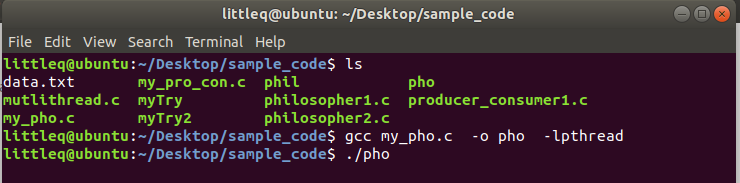 littleq@ubuntu: ~/Desktop/sample_code
File Edit View Search Terminal Help
littleq@ubuntu:~/Desktop/sample_code$ ls
data.txt my_pro_con.c phil pho
mutlithread.c myTry philosopher1.c producer_consumer1.c
my_pho.c myTry2 philosopher2.c
littleq@ubuntu:~/Desktop/sample_code$ gcc my_pho.c -o pho -lpthread
littleq@ubuntu:~/Desktop/sample_code$ ./pho